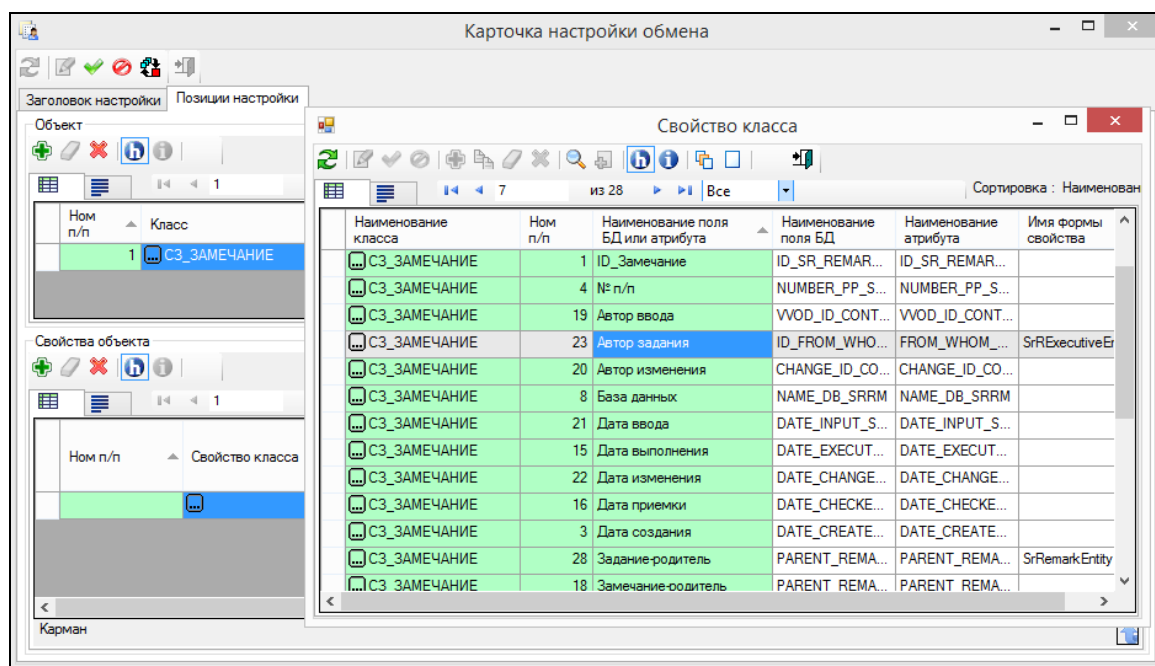 Карточка настройки обмена
Заголовок настройки Позиции настройки
Объект
1
Ном п/п Класс
1 СЗ_ЗАМЕЧАНИЕ
Свойства объекта
1
Ном п/п Свойство класса
Карман
Свойство класса
7 из 28 Все Сортировка : Наименован
Наименование класса Ном п/п Наименование поля БД или атрибута Наименование поля БД Наименование атрибута Имя формы свойства
СЗ_ЗАМЕЧАНИЕ 1 ID_Замечание ID_SR_REMAR... ID_SR_REMAR...
СЗ_ЗАМЕЧАНИЕ 4 № п/п NUMBER_PP_S... NUMBER_PP_S...
СЗ_ЗАМЕЧАНИЕ 19 Автор ввода VVOD_ID_CONT... VVOD_ID_CONT...
СЗ_ЗАМЕЧАНИЕ 23 Автор задания ID_FROM_WHO... FROM_WHOM_... SrRExecutiveEr
СЗ_ЗАМЕЧАНИЕ 20 Автор изменения CHANGE_ID_CO... CHANGE_ID_CO...
СЗ_ЗАМЕЧАНИЕ 8 База данных NAME_DB_SRRM NAME_DB_SRRM
СЗ_ЗАМЕЧАНИЕ 21 Дата ввода DATE_INPUT_S... DATE_INPUT_S...
СЗ_ЗАМЕЧАНИЕ 15 Дата выполнения DATE_EXECUT... DATE_EXECUT...
СЗ_ЗАМЕЧАНИЕ 22 Дата изменения DATE_CHANGE... DATE_CHANGE...
СЗ_ЗАМЕЧАНИЕ 16 Дата приемки DATE_CHECKE... DATE_CHECKE...
СЗ_ЗАМЕЧАНИЕ 3 Дата создания DATE_CREATE... DATE_CREATE...
СЗ_ЗАМЕЧАНИЕ 28 Задание-родитель PARENT_REMA... PARENT_REMA... SrRemarkEntity
СЗ_ЗАМЕЧАНИЕ 18 Замечание-родитель PARENT_REMA... PARENT_REMA...